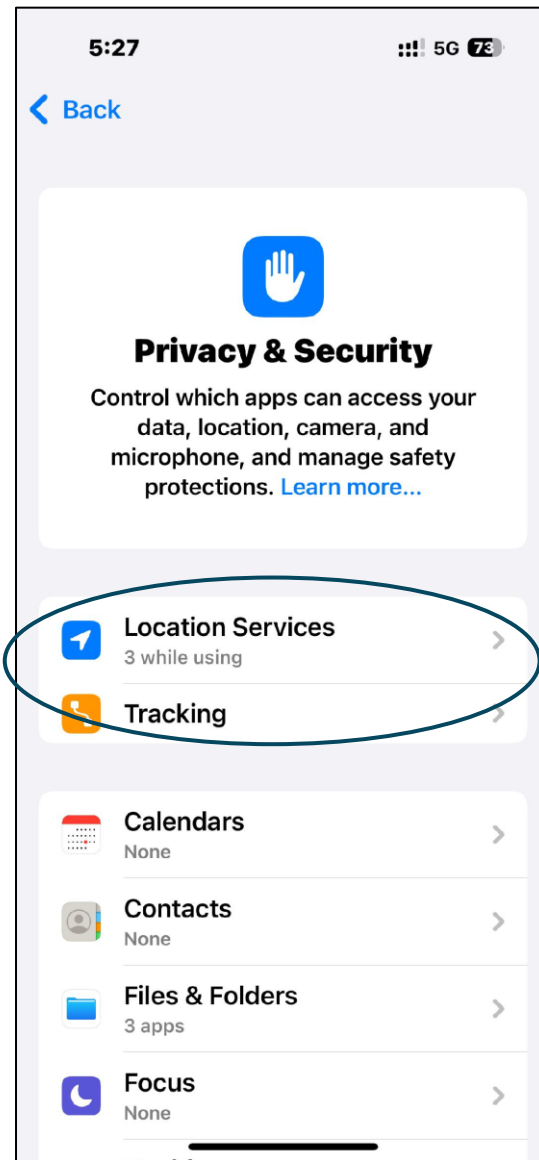 5:27
5G 73
Back
Privacy & Security
Control which apps can access your
data, location, camera, and
microphone, and manage safety
protections. Learn more...
Location Services
3 while using
Tracking
Calendars
None
Contacts
None
Files & Folders
3 apps
Focus
None